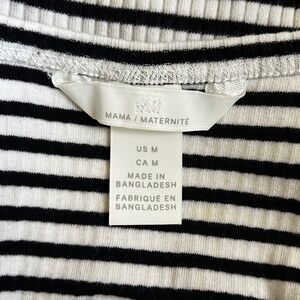 H&M
MAMA / MATERNITÉ
US M
CA M
MADE IN
BANGLADESH
FABRIQUÉ EN
BANGLADESH